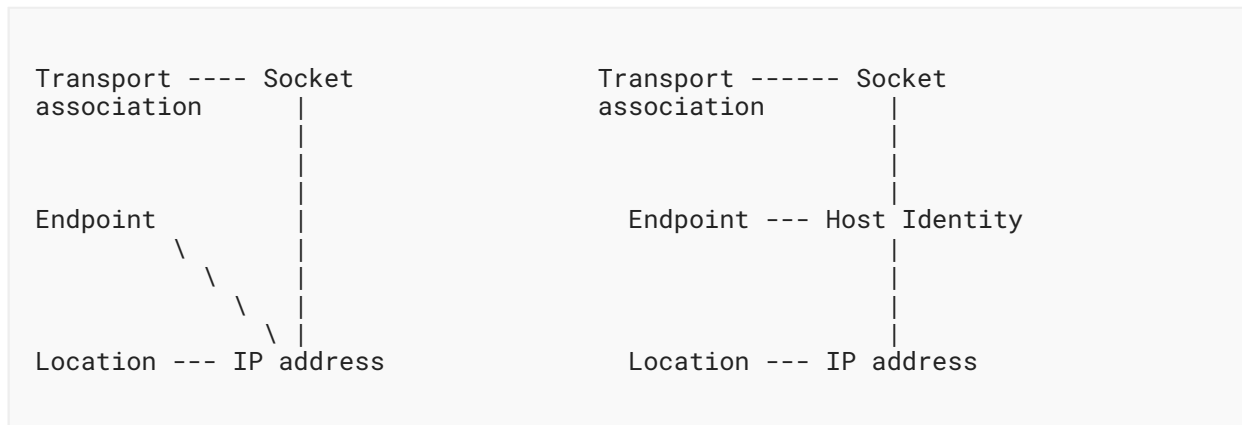 Transport ---- Socket                Transport ------ Socket
association      |                   association        |
                 |                                      |
                 |                                      |
                 |                                      |
Endpoint         |                     Endpoint --- Host Identity
         \       |                                      |
           \     |                                      |
             \   |                                      |
               \ |                                      |
Location --- IP address                Location --- IP address